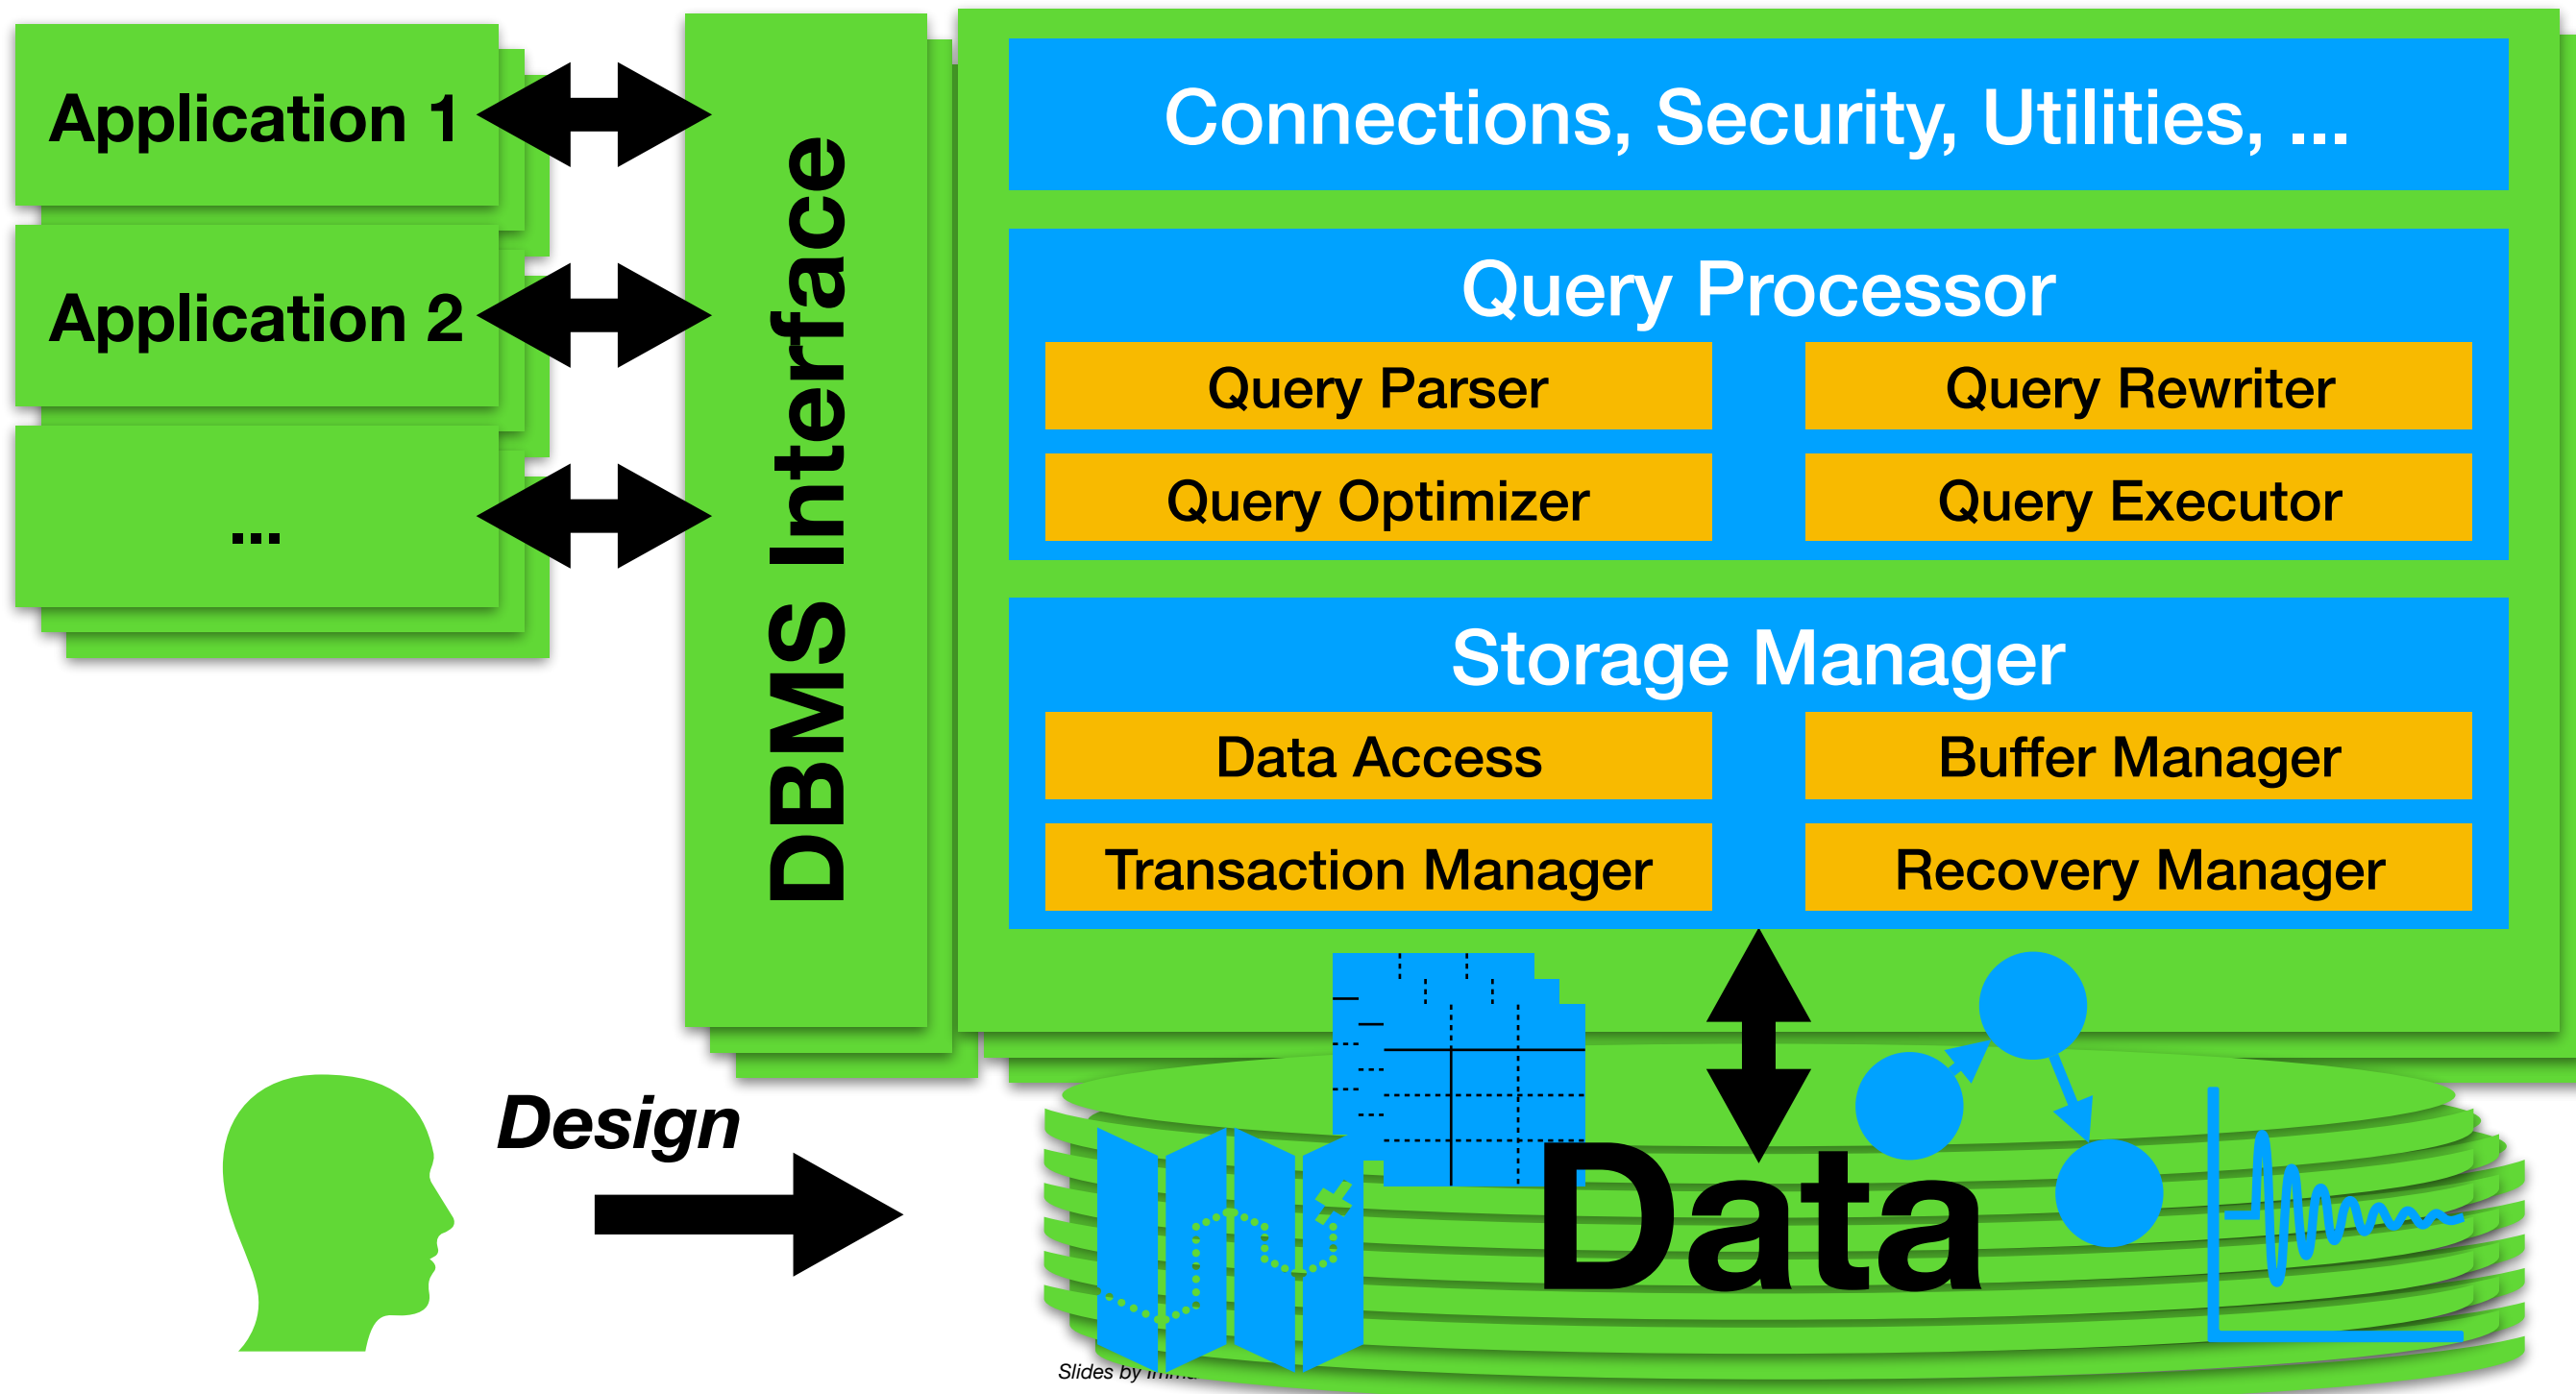 Application 1
Application 2
...
DBMS Interface
Connections, Security, Utilities, ...
Query Processor
Query Parser
Query Rewriter
Query Optimizer
Query Executor
Storage Manager
Data Access
Buffer Manager
Transaction Manager
Recovery Manager
Design
Data
Slides by